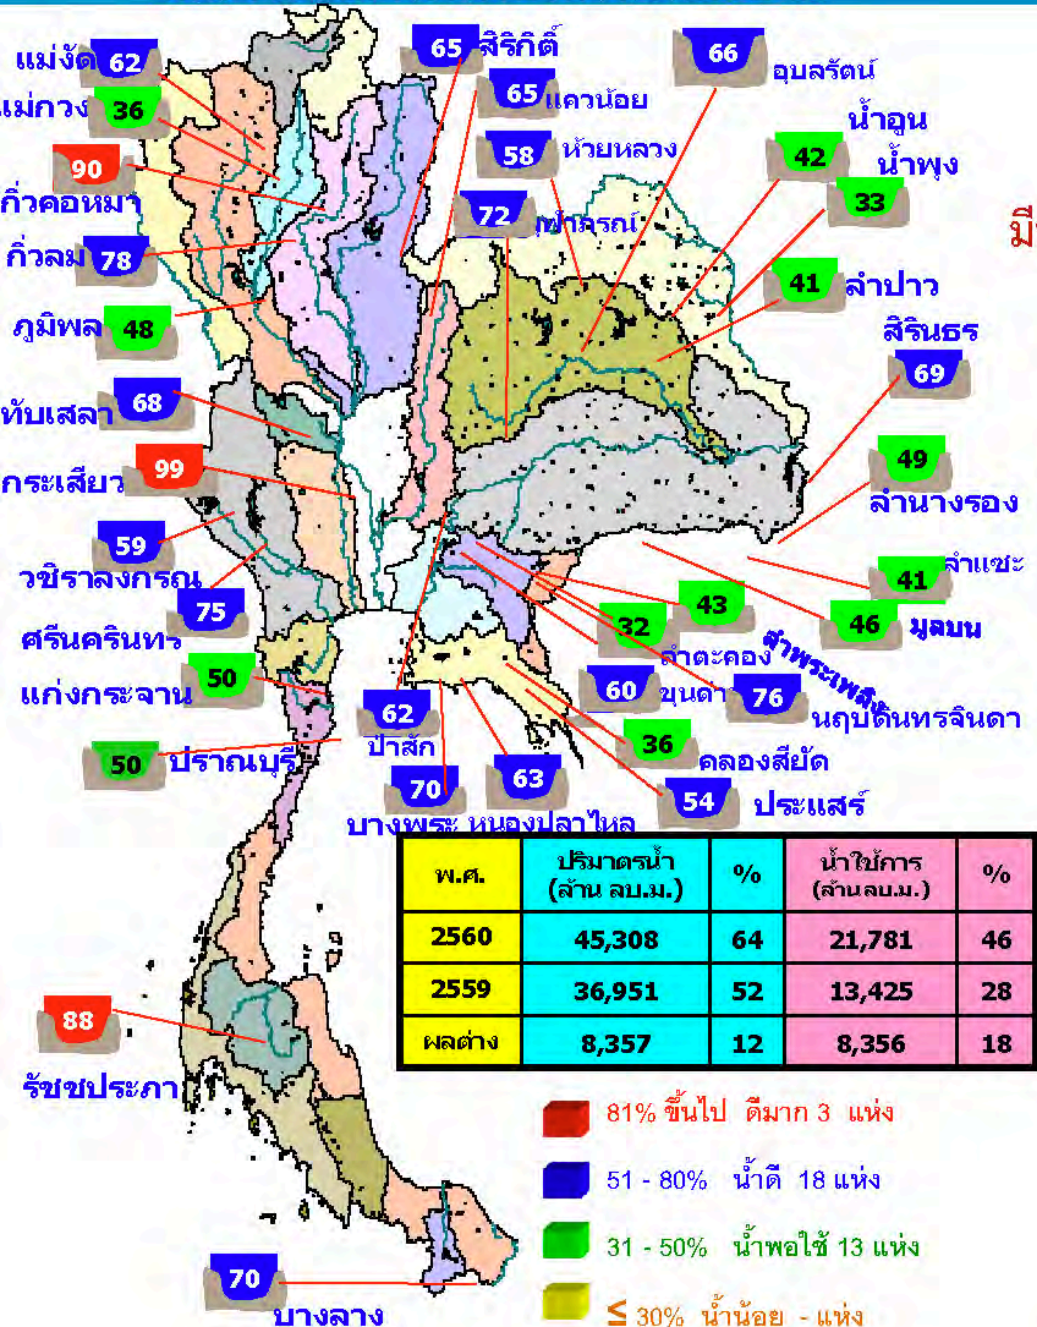 แม่งัด 62
แม่กวง 36
90
กิ่วคอหมา
กิ่วลม 78
ภูมิพล 48
ทับเสลา 68
กระเสียว 99
59
วชิราลงกรณ
75
ศรีนครินทร์
แก่งกระจาน 50
50 ปราณบุรี
65 สิริกิติ์
65 แควน้อย
58 ห้วยหลวง
72 จุฬาภรณ์
66 อุบลรัตน์
น้ำอูน
42
น้ำพุง
33
41 ลำปาว
สิรินธร
69
49
ลำนางรอง
41 ลำแชะ
46 มูลบน
43
32
ลำตะคอง
ลำพระเพลิง
60 ขุนด่าน
76 นฤบดินทรจินดา
36
คลองสียัด
54 ประแสร์
62
ป่าสัก
70
บางพระ
63
หนองปลาไหล
พ.ศ. ปริมาตรน้ำ (ล้าน ลบ.ม.) % น้ำใช้การ (ล้านลบ.ม.) %
2560 45,308 64 21,781 46
2559 36,951 52 13,425 28
ผลต่าง 8,357 12 8,356 18
88
รัชชประภา
81% ขึ้นไป ดีมาก 3 แห่ง
51 - 80% น้ำดี 18 แห่ง
31 - 50% น้ำพอใช้ 13 แห่ง
≤ 30% น้ำน้อย - แห่ง
70
บางลาง